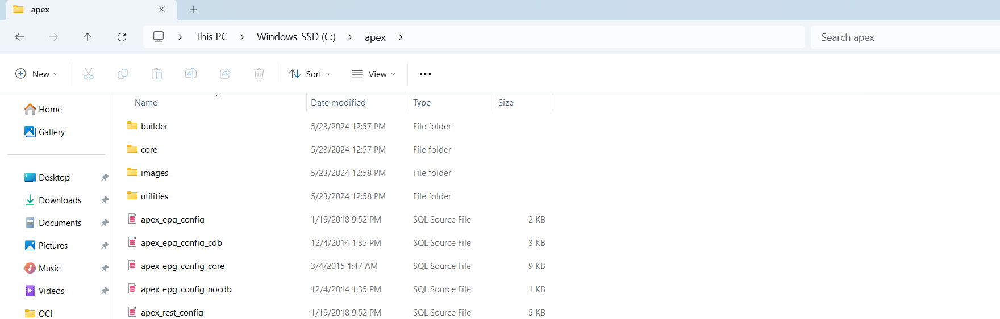 apex
This PC Windows-SSD (C:) apex Search apex
New Sort View
Name Date modified Type Size
Home
Gallery
Desktop
Downloads
Documents
Pictures
Music
Videos
OCI
builder 5/23/2024 12:57 PM File folder
core 5/23/2024 12:57 PM File folder
images 5/23/2024 12:58 PM File folder
utilities 5/23/2024 12:58 PM File folder
apex_epg_config 1/19/2018 9:52 PM SQL Source File 2 KB
apex_epg_config_cdb 12/4/2014 1:35 PM SQL Source File 3 KB
apex_epg_config_core 3/4/2015 1:47 AM SQL Source File 9 KB
apex_epg_config_nocdb 12/4/2014 1:35 PM SQL Source File 1 KB
apex_rest_config 1/19/2018 9:52 PM SQL Source File 5 KB